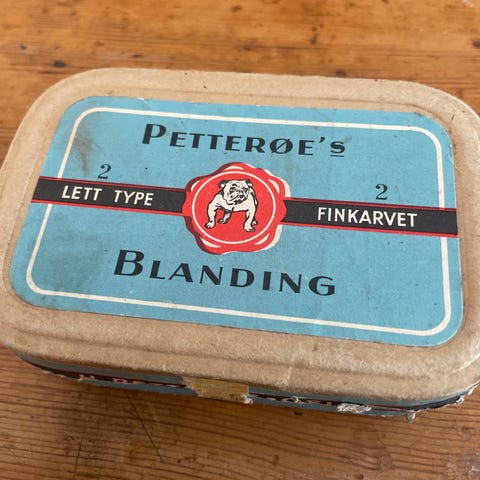 PETTERØE's
2 2
LETT TYPE FINKARVET
BLANDING